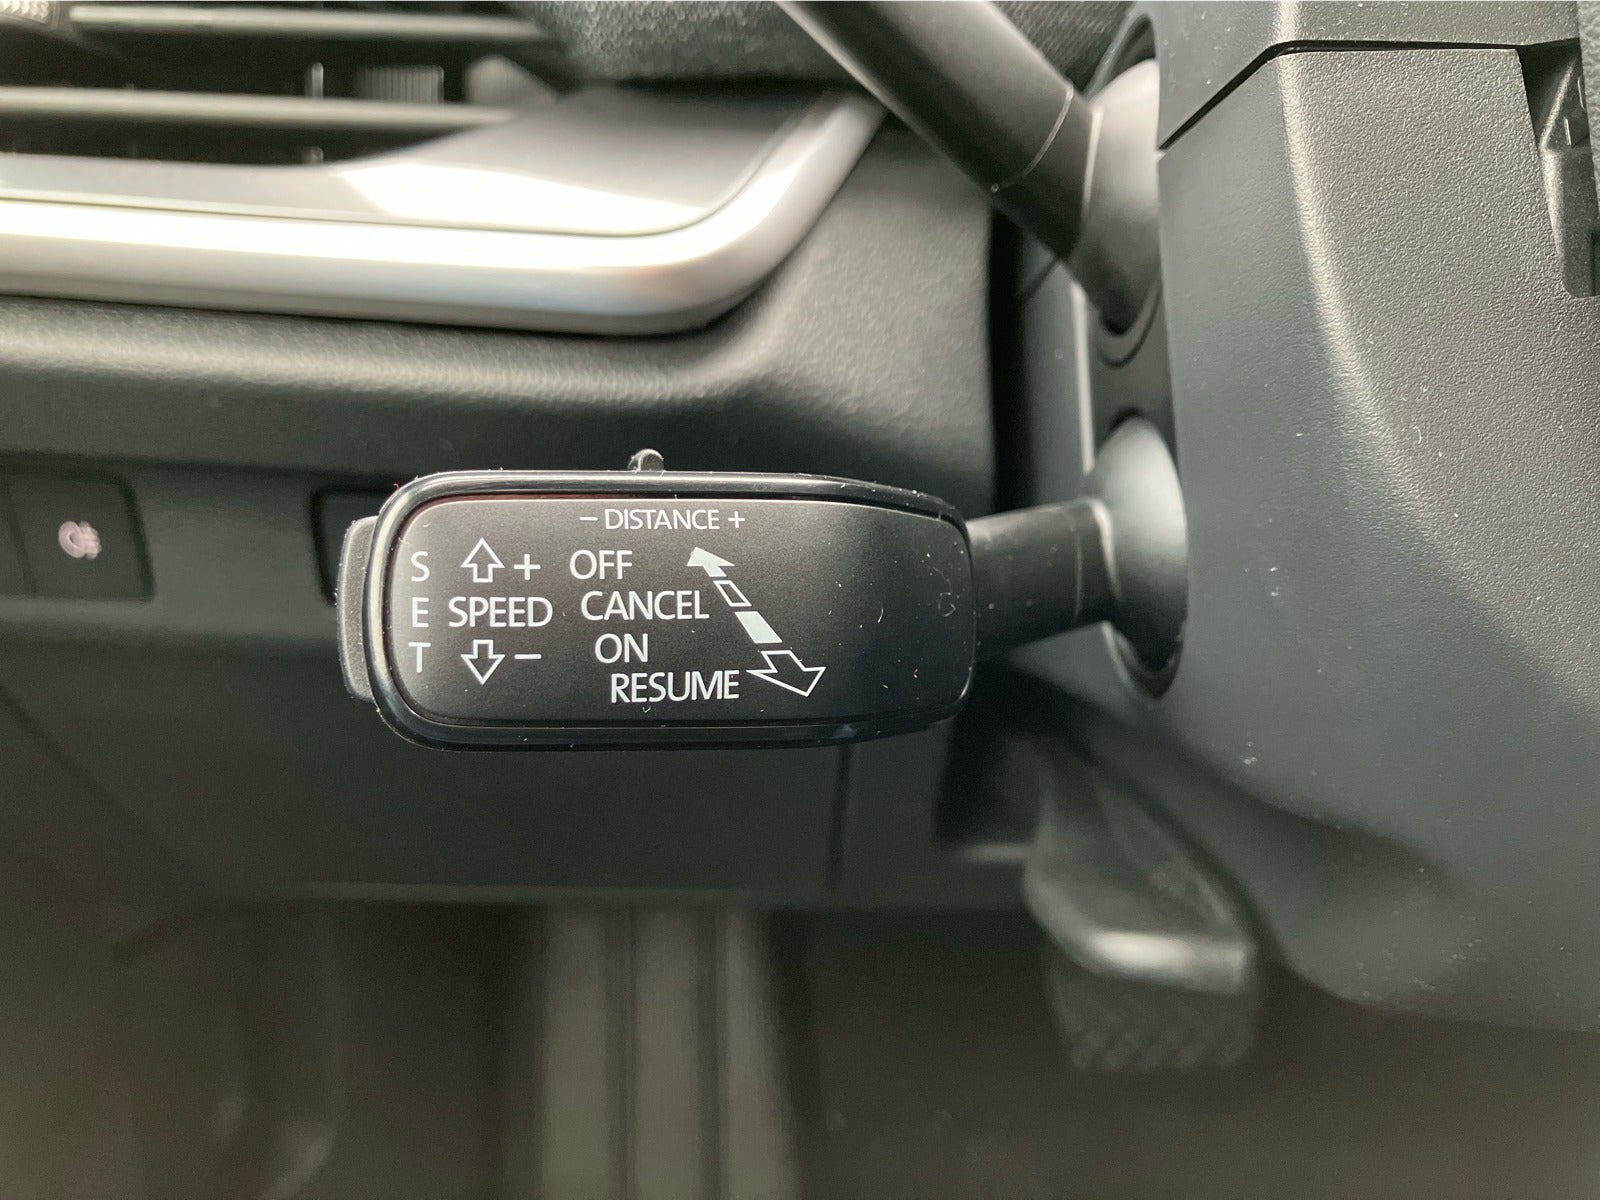 − DISTANCE +
S + OFF
E SPEED CANCEL
T − ON
RESUME